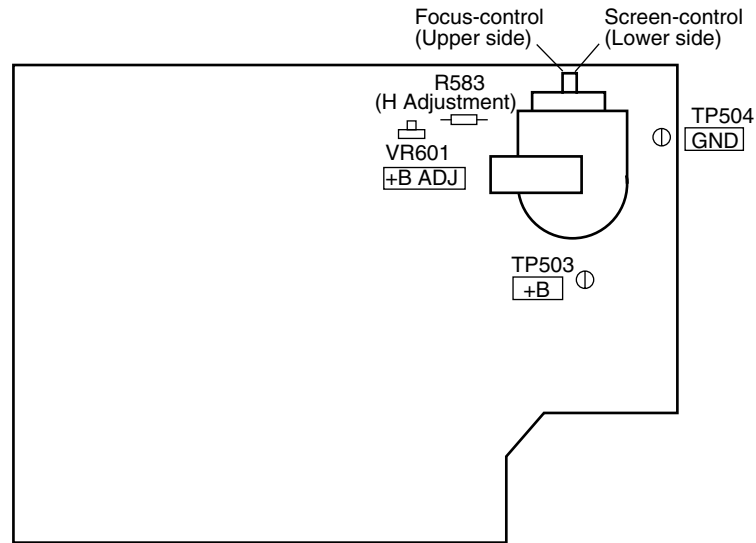 Focus-control
(Upper side)
Screen-control
(Lower side)
R583
(H Adjustment)
VR601
+B ADJ
TP504
GND
TP503
+B